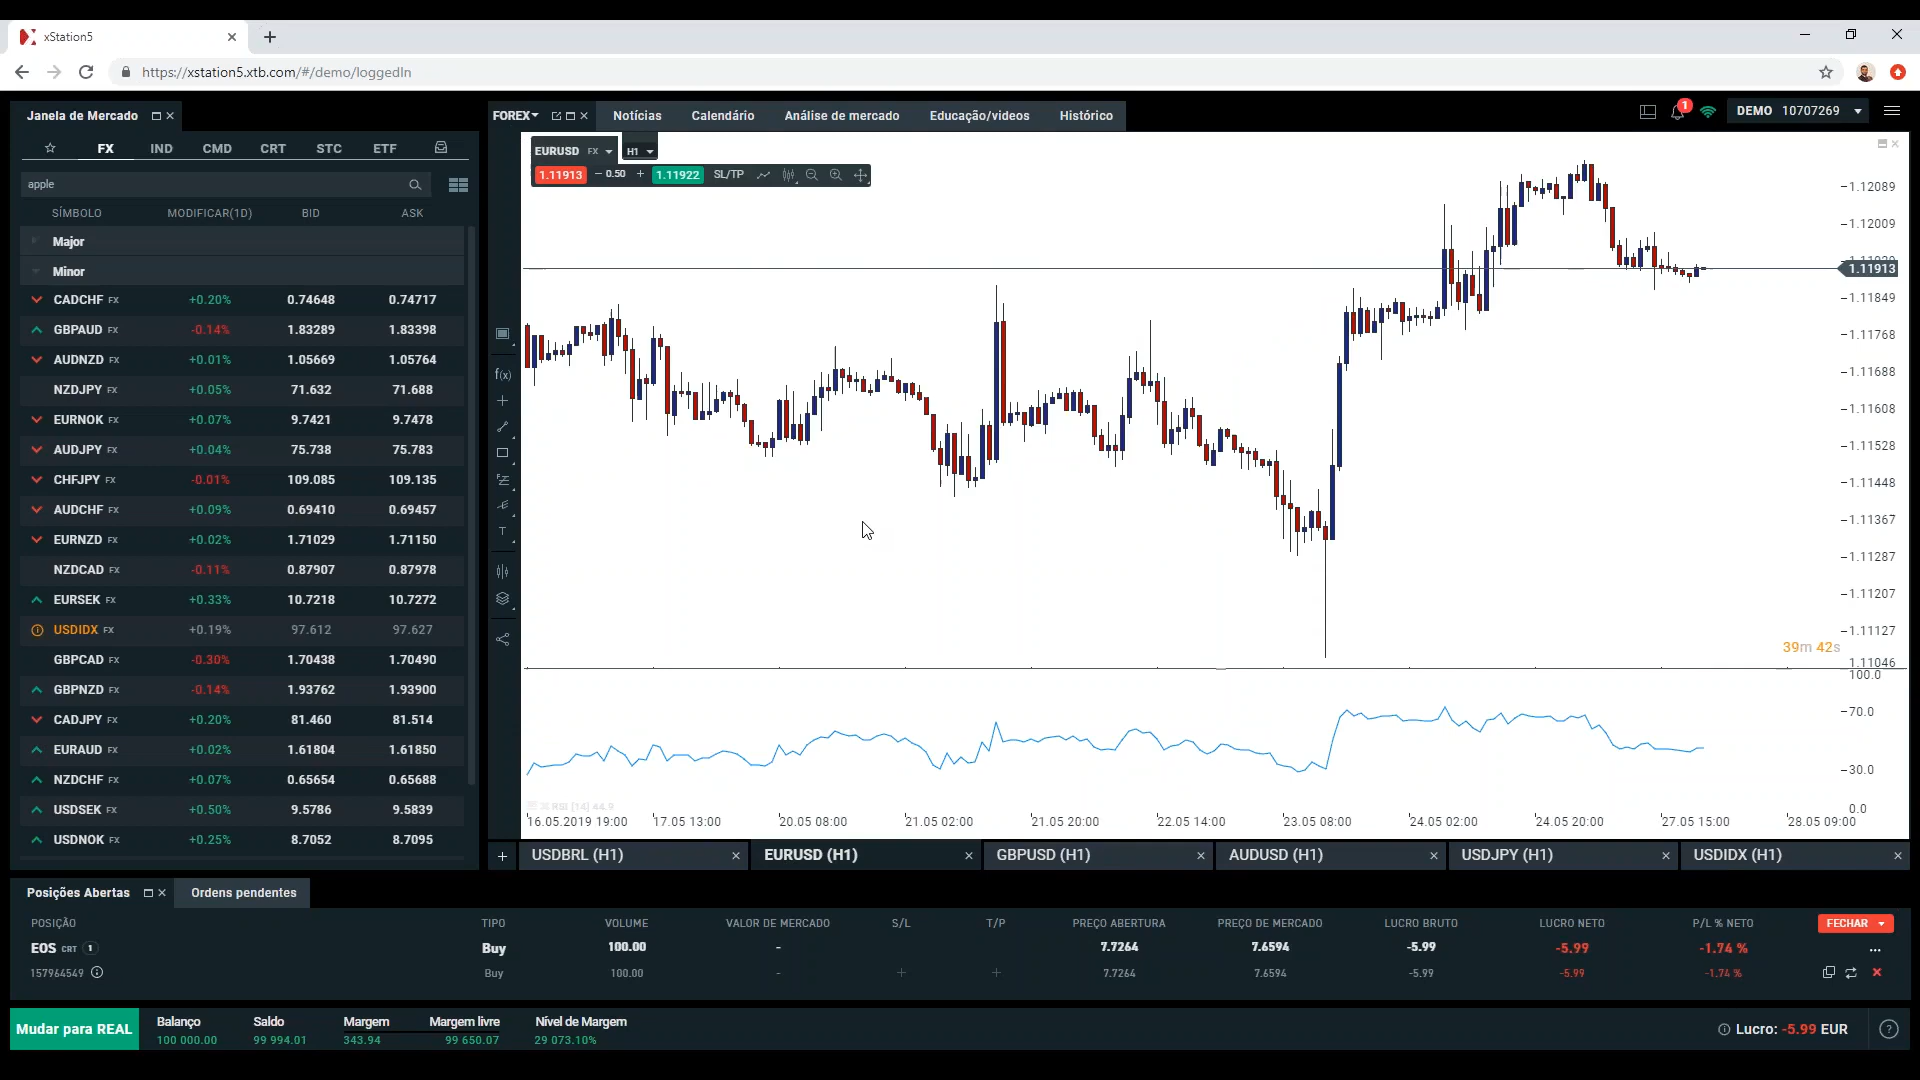 xStation5
https://xstation5.xtb.com/#/demo/loggedIn
Janela de Mercado
FOREX
Notícias
Calendário
Análise de mercado
Educação/videos
Histórico
1
DEMO 10707269
FX IND CMD CRT STC ETF
apple
SÍMBOLO MODIFICAR(1D) BID ASK
Major
Minor
CADCHF FX +0.20% 0.74648 0.74717
GBPAUD FX -0.14% 1.83289 1.83398
AUDNZD FX +0.01% 1.05669 1.05764
NZDJPY FX +0.05% 71.632 71.688
EURNOK FX +0.07% 9.7421 9.7478
AUDJPY FX +0.04% 75.738 75.783
CHFJPY FX -0.01% 109.085 109.135
AUDCHF FX +0.09% 0.69410 0.69457
EURNZD FX +0.02% 1.71029 1.71150
NZDCAD FX -0.11% 0.87907 0.87978
EURSEK FX +0.33% 10.7218 10.7272
USDIDX FX +0.19% 97.612 97.627
GBPCAD FX -0.30% 1.70438 1.70490
GBPNZD FX -0.14% 1.93762 1.93900
CADJPY FX +0.20% 81.460 81.514
EURAUD FX +0.02% 1.61804 1.61850
NZDCHF FX +0.07% 0.65654 0.65688
USDSEK FX +0.50% 9.5786 9.5839
USDNOK FX +0.25% 8.7052 8.7095
EURUSD FX H1
1.11913 − 0.50 + 1.11922 SL/TP
f(x)
T
1.12089
1.12009
1.11913
1.11849
1.11768
1.11688
1.11608
1.11528
1.11448
1.11367
1.11287
1.11207
1.11127
39m 42s
1.11046
100.0
70.0
30.0
0.0
RSI [14] 44.9
16.05.2019 19:00 17.05 13:00 20.05 08:00 21.05 02:00 21.05 20:00 22.05 14:00 23.05 08:00 24.05 02:00 24.05 20:00 27.05 15:00 28.05 09:00
USDBRL (H1) EURUSD (H1) GBPUSD (H1) AUDUSD (H1) USDJPY (H1) USDIDX (H1)
Posições Abertas Ordens pendentes
POSIÇÃO TIPO VOLUME VALOR DE MERCADO S/L T/P PREÇO ABERTURA PREÇO DE MERCADO LUCRO BRUTO LUCRO NETO P/L % NETO FECHAR
EOS CRT 1 Buy 100.00 - 7.7264 7.6594 -5.99 -5.99 -1.74 % ...
157964549 Buy 100.00 - + + 7.7264 7.6594 -5.99 -5.99 -1.74 %
Mudar para REAL
Balanço Saldo Margem Margem livre Nível de Margem
100 000.00 99 994.01 343.94 99 650.07 29 073.10%
Lucro: -5.99 EUR
?